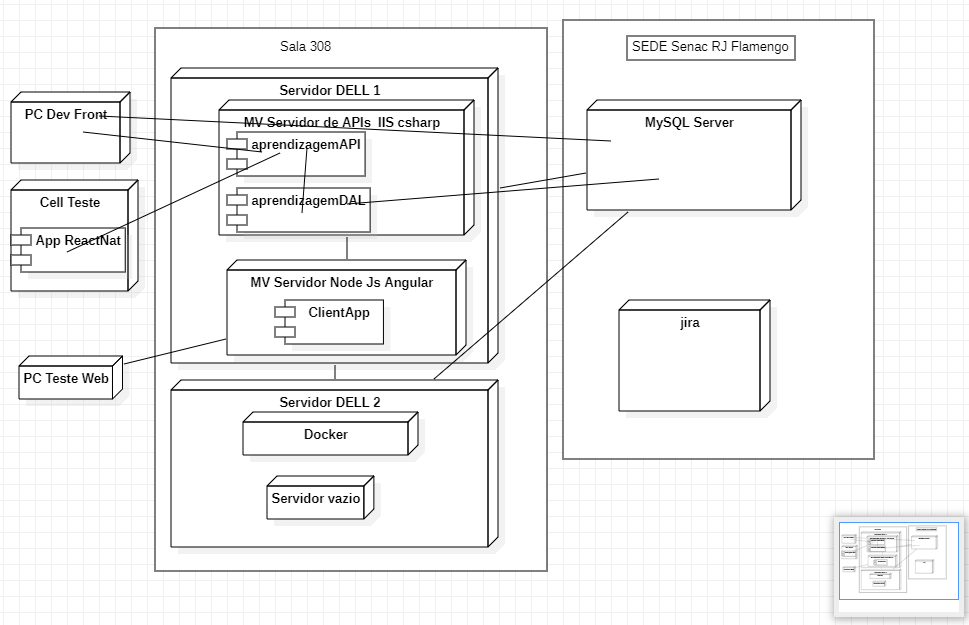 Sala 308
SEDE Senac RJ Flamengo
Servidor DELL 1
PC Dev Front
MV Servidor de APIs  IIS csharp
MySQL Server
aprendizagemAPI
Cell Teste
aprendizagemDAL
App ReactNat
MV Servidor Node Js Angular
ClientApp
jira
PC Teste Web
Servidor DELL 2
Docker
Servidor vazio